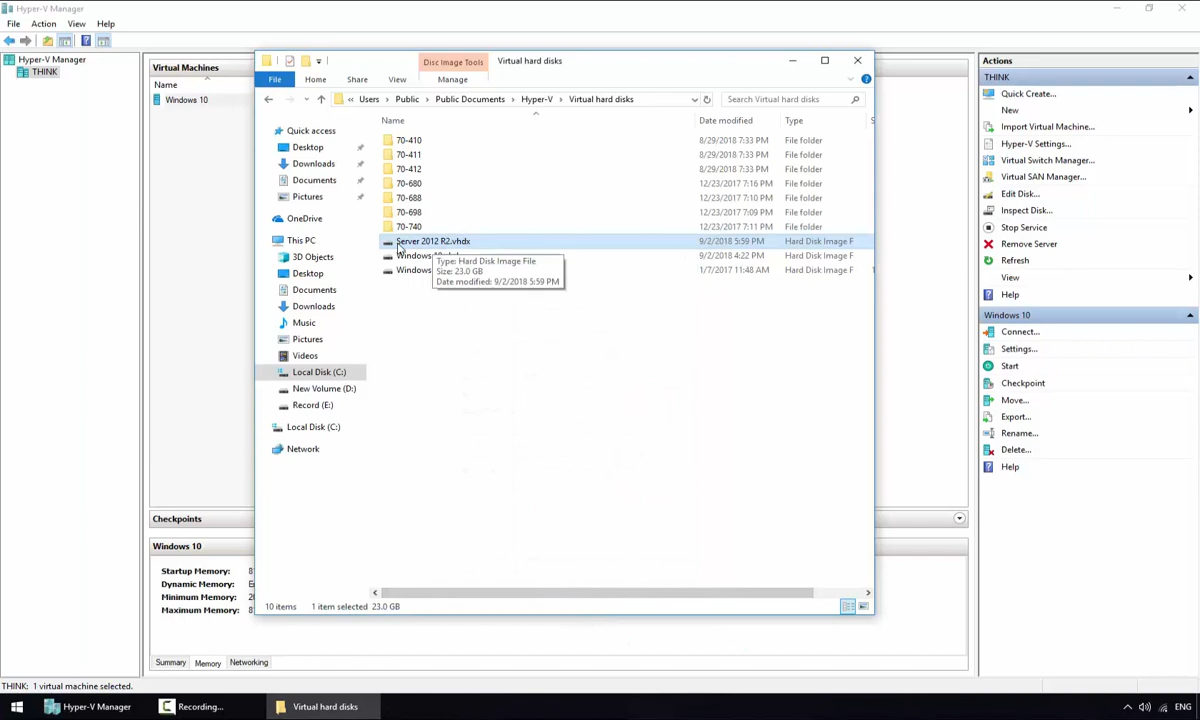 Hyper-V Manager
File Action View Help
Hyper-V Manager
THINK
Virtual Machines
Name
Windows 10
Disc Image Tools
Virtual hard disks
File Home Share View Manage
« Users Public Public Documents Hyper-V Virtual hard disks
Search Virtual hard disks
Quick access
Desktop
Downloads
Documents
Pictures
OneDrive
This PC
3D Objects
Desktop
Documents
Downloads
Music
Pictures
Videos
Local Disk (C:)
New Volume (D:)
Record (E:)
Local Disk (C:)
Network
Name Date modified Type S
70-410 8/29/2018 7:33 PM File folder
70-411 8/29/2018 7:33 PM File folder
70-412 8/29/2018 7:33 PM File folder
70-680 12/23/2017 7:16 PM File folder
70-688 12/23/2017 7:10 PM File folder
70-698 12/23/2017 7:09 PM File folder
70-740 12/23/2017 7:11 PM File folder
Server 2012 R2.vhdx 9/2/2018 5:59 PM Hard Disk Image F
Windows 9/2/2018 4:22 PM Hard Disk Image F
Windows 1/7/2017 11:48 AM Hard Disk Image F 1
Type: Hard Disk Image File
Size: 23.0 GB
Date modified: 9/2/2018 5:59 PM
10 items 1 item selected 23.0 GB
Checkpoints
Windows 10
Startup Memory: 8
Dynamic Memory: E
Minimum Memory: 20
Maximum Memory: 8
Summary Memory Networking
Actions
THINK
Quick Create...
New
Import Virtual Machine...
Hyper-V Settings...
Virtual Switch Manager...
Virtual SAN Manager...
Edit Disk...
Inspect Disk...
Stop Service
Remove Server
Refresh
View
Help
Windows 10
Connect...
Settings...
Start
Checkpoint
Move...
Export...
Rename...
Delete...
Help
THINK: 1 virtual machine selected.
Hyper-V Manager
Recording...
Virtual hard disks
ENG